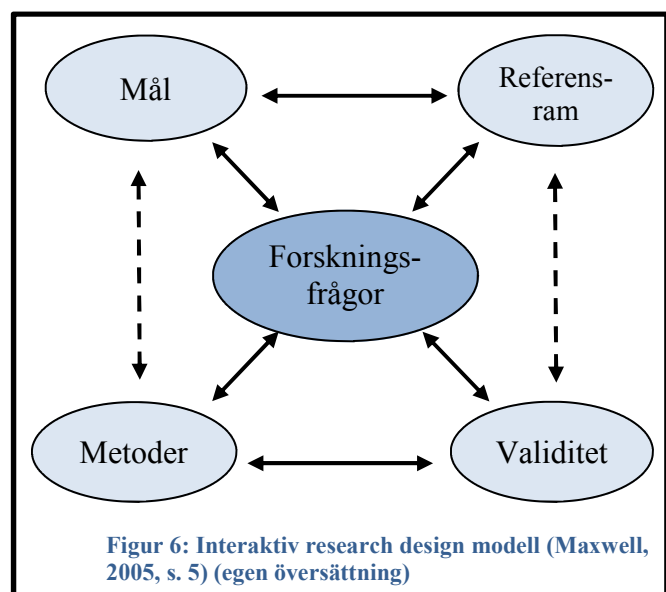 Mål
Referens-
ram
Forsknings-
frågor
Metoder
Validitet
Figur 6: Interaktiv research design modell (Maxwell,
2005, s. 5) (egen översättning)